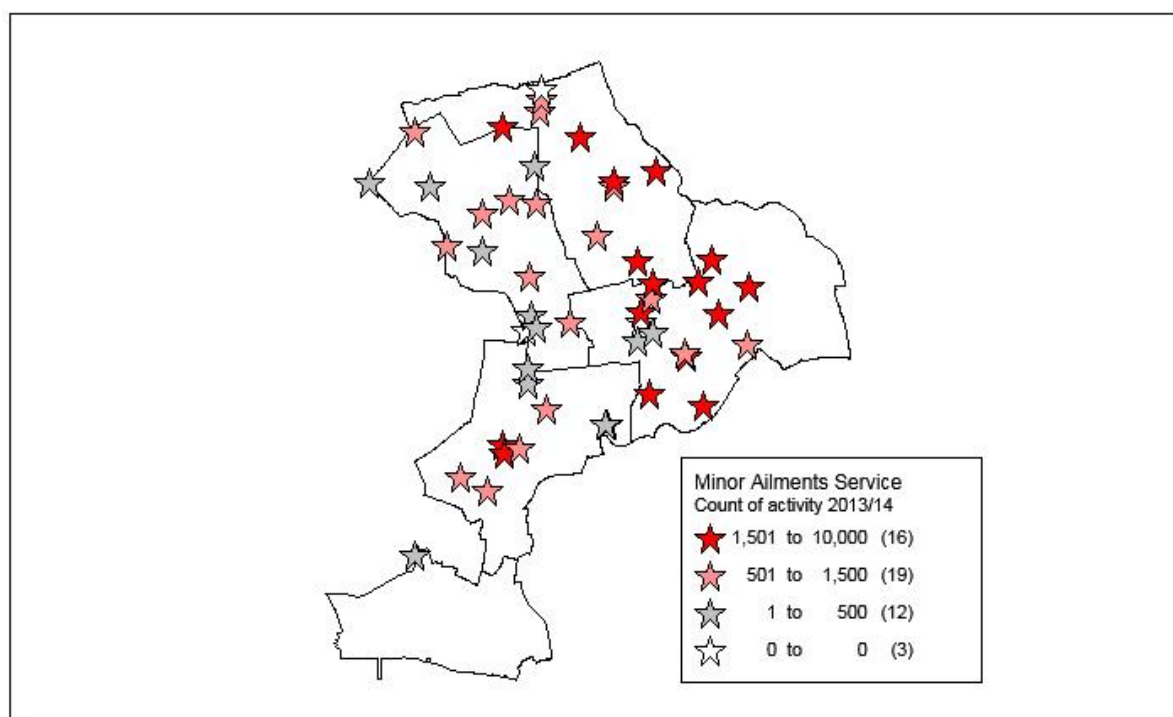 Minor Ailments Service
Count of activity 2013/14
1,501 to 10,000 (16)
501 to 1,500 (19)
1 to 500 (12)
0 to 0 (3)